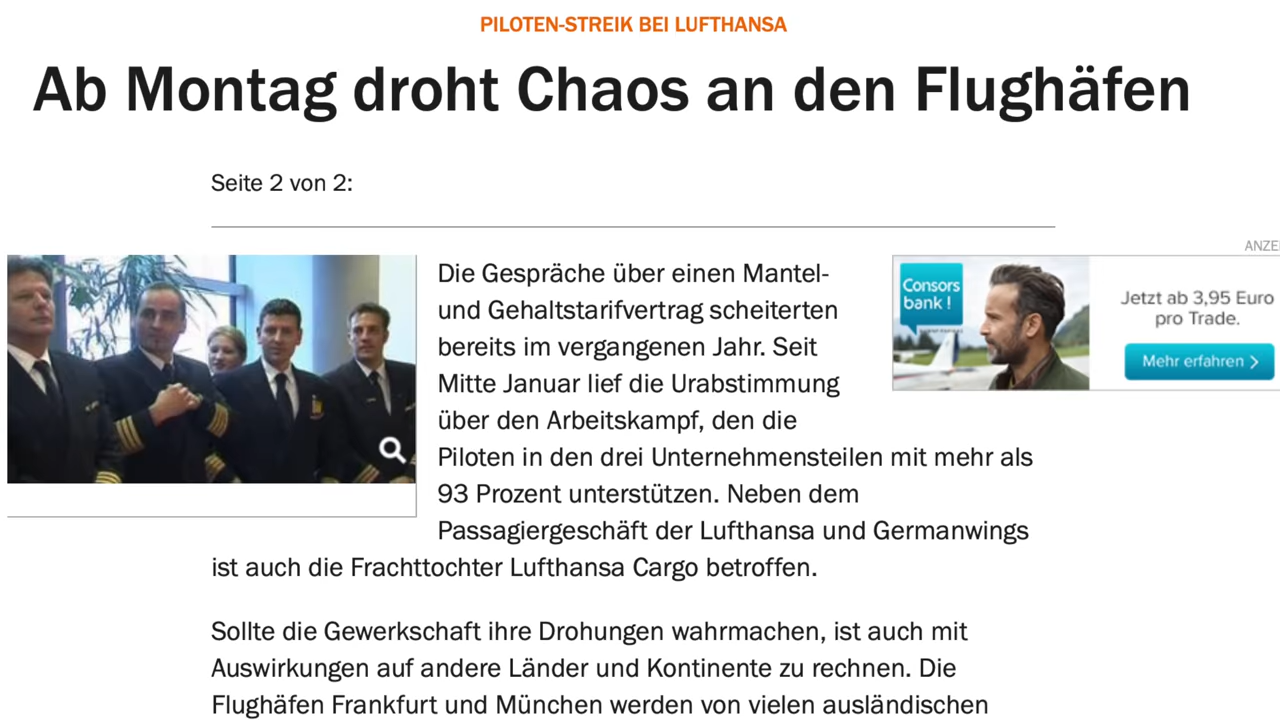 PILOTEN-STREIK BEI LUFTHANSA
Ab Montag droht Chaos an den Flughäfen
Seite 2 von 2:
Die Gespräche über einen Mantel-
und Gehaltstarifvertrag scheiterten
bereits im vergangenen Jahr. Seit
Mitte Januar lief die Urabstimmung
über den Arbeitskampf, den die
Piloten in den drei Unternehmensteilen mit mehr als
93 Prozent unterstützen. Neben dem
Passagiergeschäft der Lufthansa und Germanwings
ist auch die Frachttochter Lufthansa Cargo betroffen.
Sollte die Gewerkschaft ihre Drohungen wahrmachen, ist auch mit
Auswirkungen auf andere Länder und Kontinente zu rechnen. Die
Flughäfen Frankfurt und München werden von vielen ausländischen
ANZE
Consors
bank !
Jetzt ab 3,95 Euro
pro Trade.
Mehr erfahren >